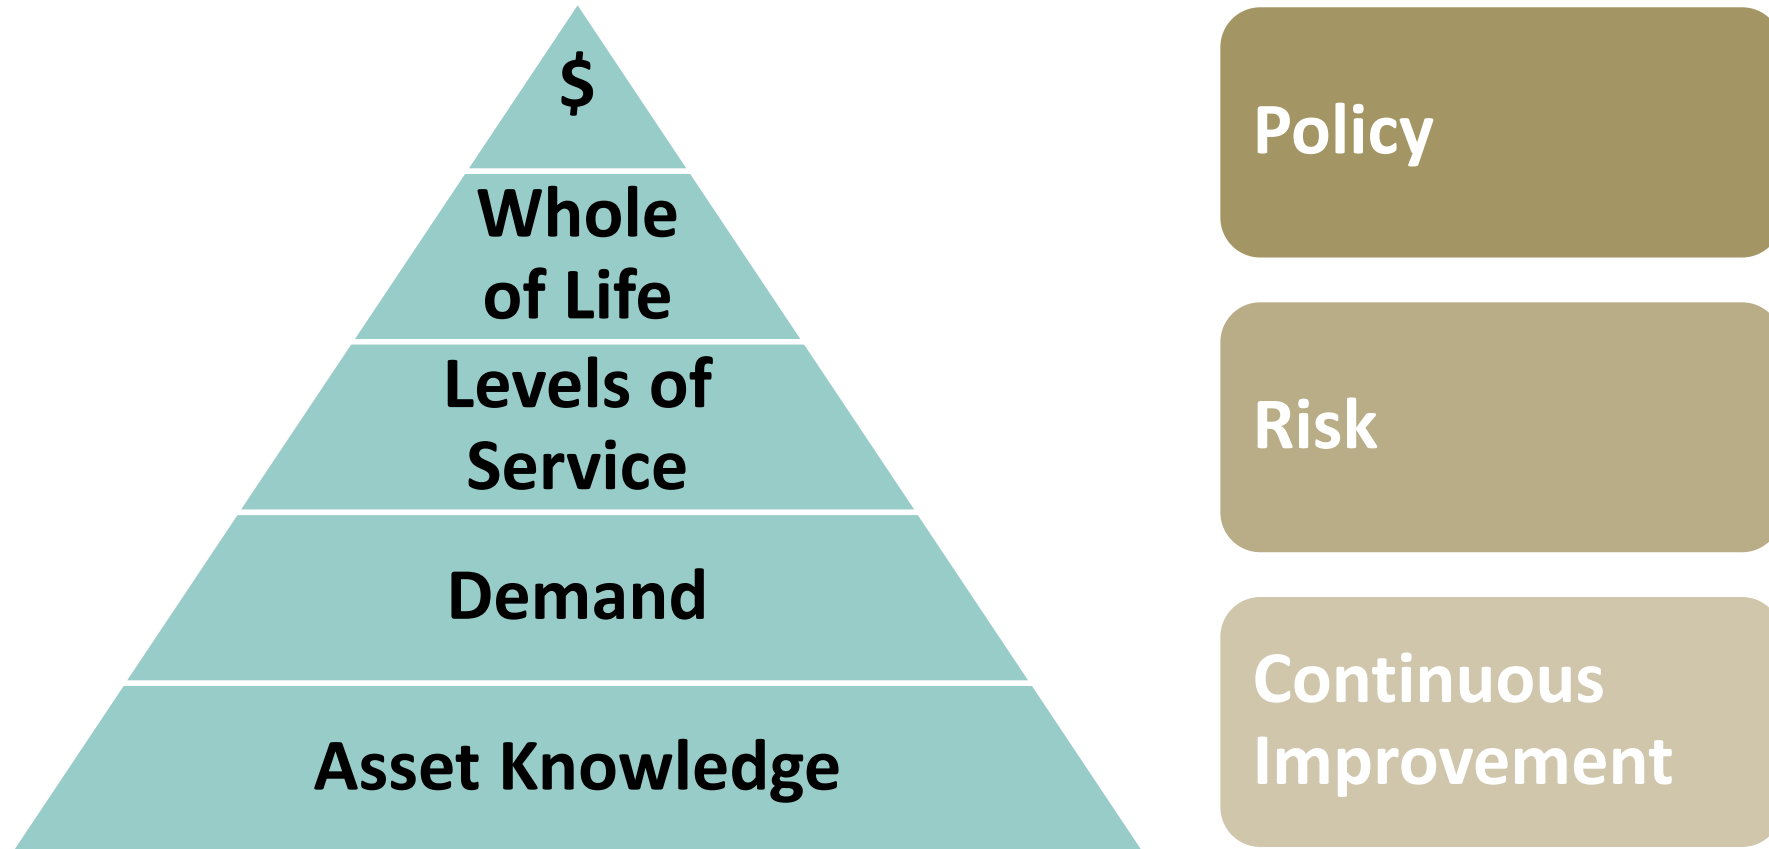 $
Whole
of Life
Levels of
Service
Demand
Asset Knowledge
Policy
Risk
Continuous
Improvement